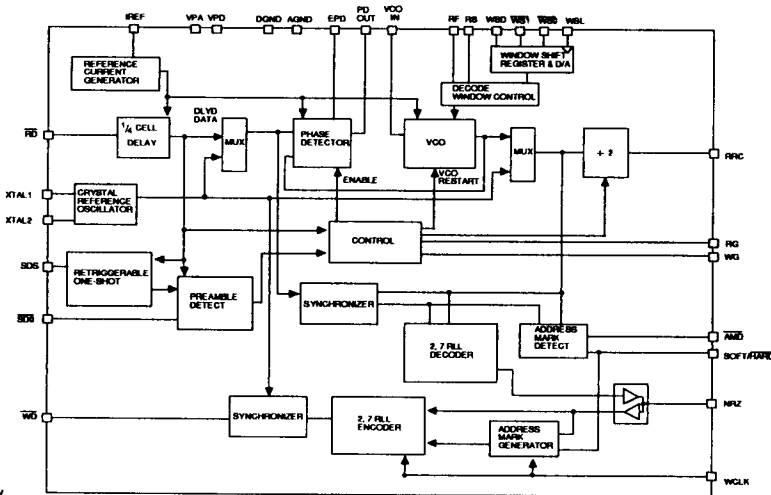 IREF VPA VPD DGND AGND EPD PD OUT VCO IN RF RS WSD WS1 WS0 WSL
REFERENCE
CURRENT
GENERATOR
WINDOW SHIFT
REGISTER & D/A
DECODE
WINDOW CONTROL
RD
1/4 CELL
DELAY
DLYD
DATA
MUX
PHASE
DETECTOR
VCO
MUX
÷ 2
RRC
ENABLE
VCO
RESTART
XTAL1
XTAL2
CRYSTAL
REFERENCE
OSCILLATOR
CONTROL
RG
WG
SDS
RETRIGGERABLE
ONE-SHOT
PREAMBLE
DETECT
SDO
SYNCHRONIZER
2, 7 RLL
DECODER
ADDRESS
MARK
DETECT
AMD
SOFT/HARD
NRZ
WD
SYNCHRONIZER
2, 7 RLL
ENCODER
ADDRESS
MARK
GENERATOR
WCLK